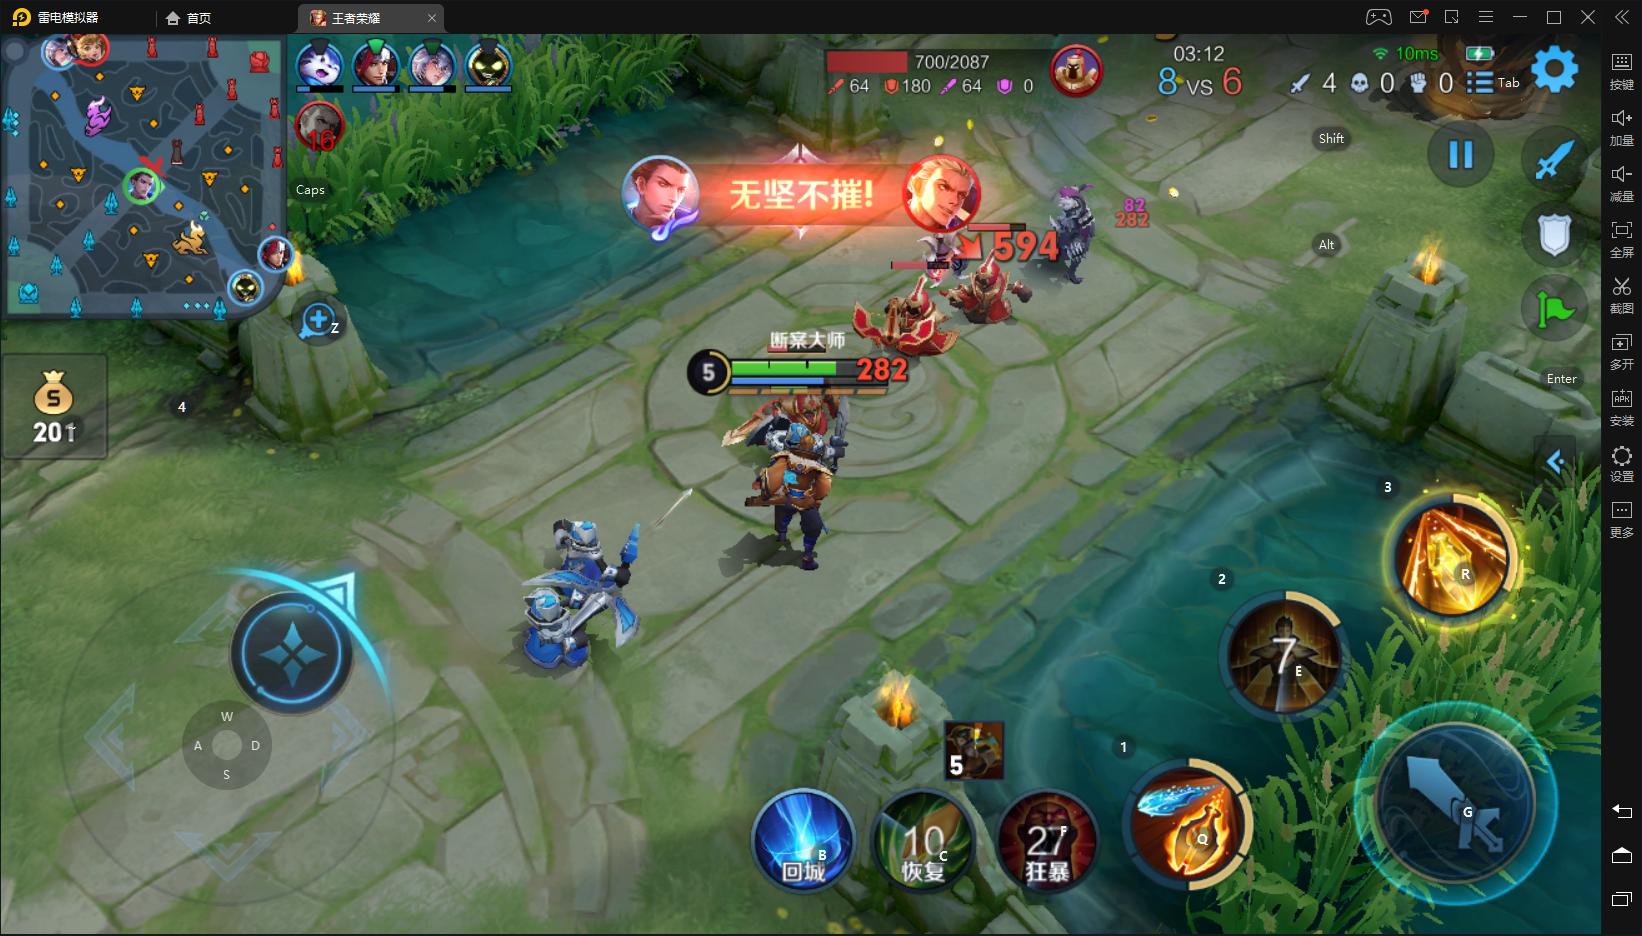 雷电模拟器
首页
王者荣耀
700/2087
64 180 64 0
03:12
8 VS 6
10ms
4 0 0
Tab
16
Caps
Shift
Alt
Enter
无坚不摧!
594
82
282
Z
断案大师
5
282
S
201
4
3
R
2
7
E
1
Q
G
W
A D
S
5
B
回城
10
C
恢复
27
F
狂暴
按键
加量
减量
全屏
截图
多开
APK
安装
设置
更多